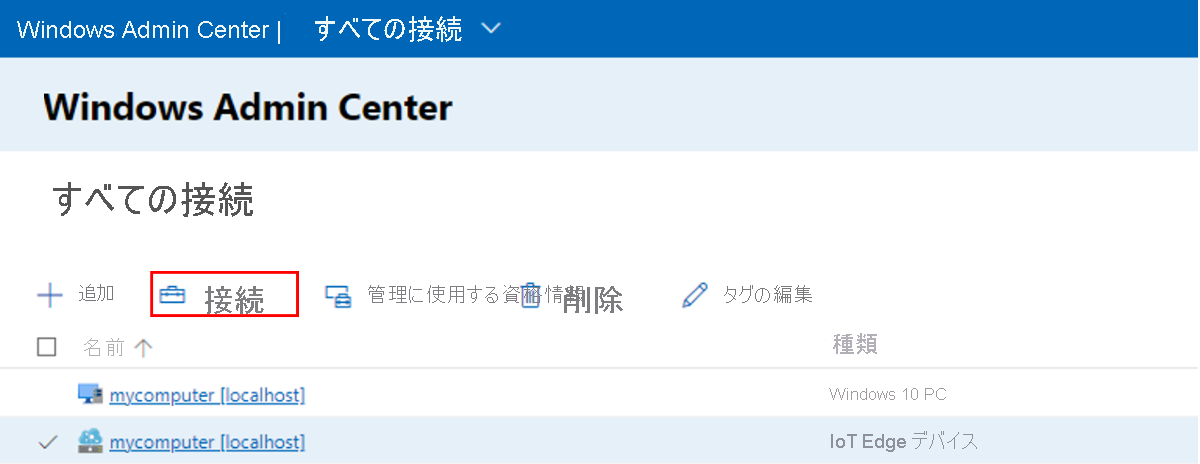 Windows Admin Center | すべての接続
Windows Admin Center
すべての接続
追加 接続 管理に使用する資格情報 削除 タグの編集
名前 種類
mycomputer [localhost] Windows 10 PC
mycomputer [localhost] IoT Edge デバイス